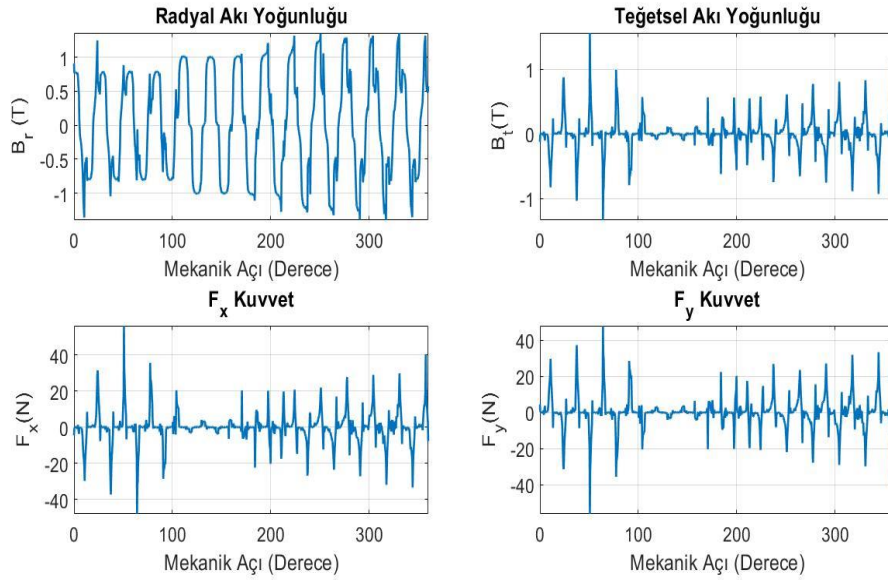 Radyal Akı Yoğunluğu
B_r (T)
1
0.5
0
-0.5
-1
0 100 200 300
Mekanik Açı (Derece)
Teğetsel Akı Yoğunluğu
B_t(T)
1
0
-1
0 100 200 300
Mekanik Açı (Derece)
F_x Kuvvet
F_x(N)
40
20
0
-20
-40
0 100 200 300
Mekanik Açı (Derece)
F_y Kuvvet
F_y(N)
40
20
0
-20
-40
0 100 200 300
Mekanik Açı (Derece)